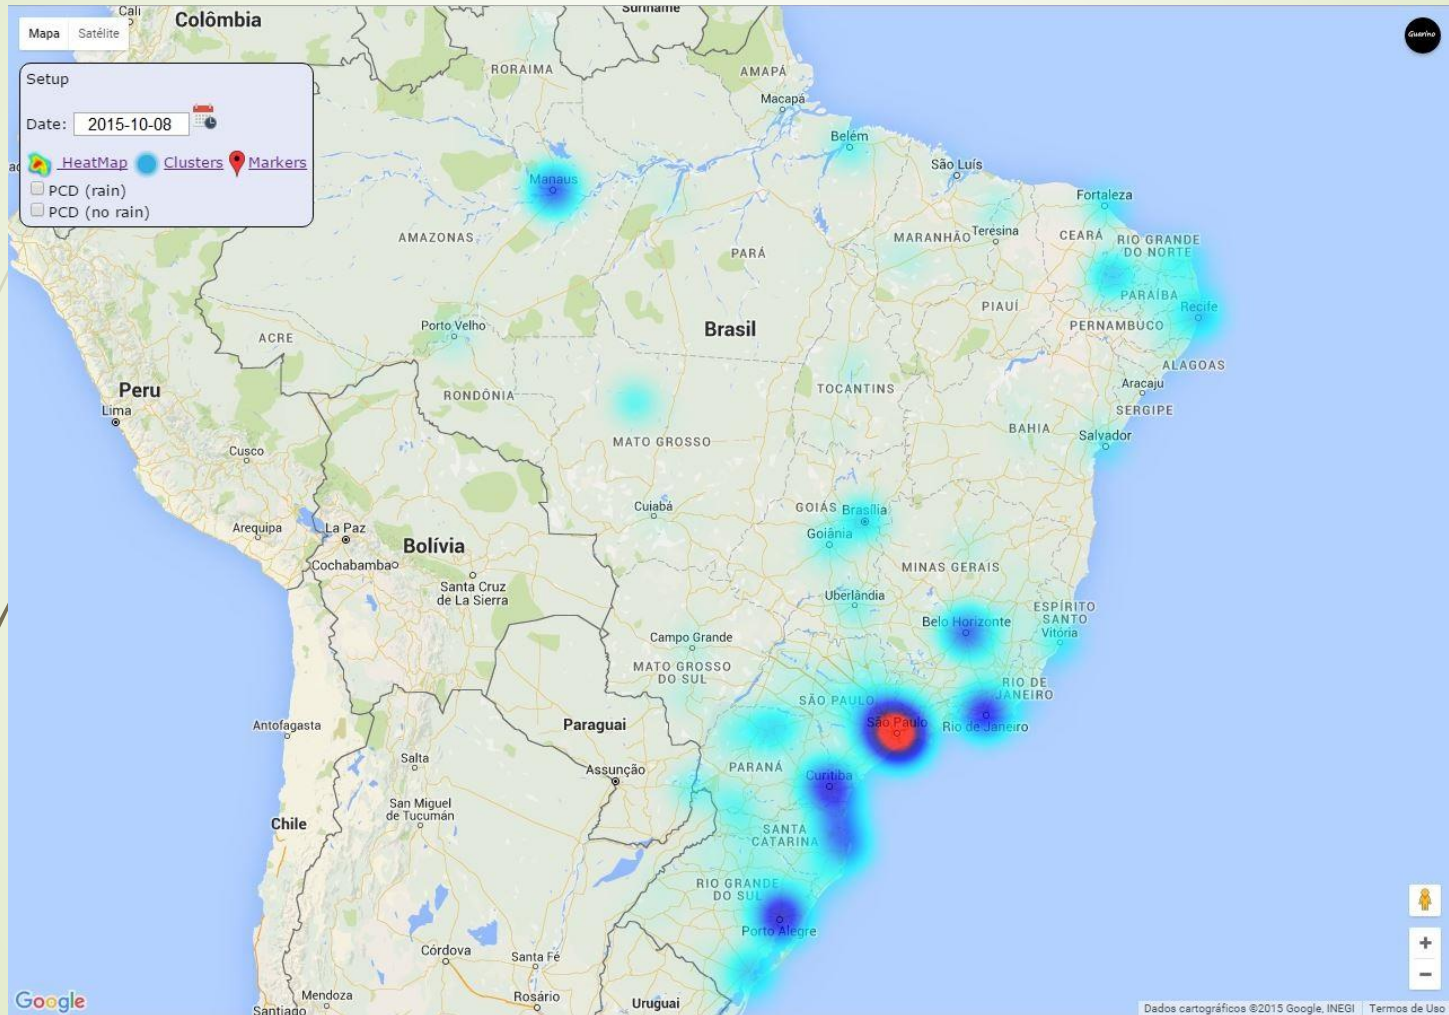 Mapa Satélite
Setup
Date: 2015-10-08
HeatMap Clusters Markers
PCD (rain)
PCD (no rain)
Guarino
Cali
Colômbia
Suriname
RORAIMA
AMAPÁ
Macapá
Belém
São Luís
Manaus
Fortaleza
AMAZONAS
MARANHÃO
Teresina
CEARÁ
RIO GRANDE
DO NORTE
PARÁ
PARAÍBA
PIAUÍ
Recife
Porto Velho
Brasil
PERNAMBUCO
ACRE
ALAGOAS
Peru
RONDÔNIA
TOCANTINS
Aracaju
Lima
SERGIPE
MATO GROSSO
BAHIA
Salvador
Cusco
Cuiabá
GOIÁS
Brasília
Arequipa
La Paz
Goiânia
Bolívia
Cochabamba
MINAS GERAIS
Santa Cruz
de La Sierra
Uberlândia
ESPÍRITO
SANTO
Belo Horizonte
Vitória
Campo Grande
MATO GROSSO
DO SUL
RIO DE
JANEIRO
SÃO PAULO
Antofagasta
Paraguai
São Paulo
Rio de Janeiro
Salta
Assunção
PARANÁ
Curitiba
San Miguel
de Tucumán
Chile
SANTA
CATARINA
RIO GRANDE
DO SUL
Porto Alegre
Córdova
Santa Fé
Mendoza
Rosário
Uruguai
Santiago
Google
+
−
Dados cartográficos ©2015 Google, INEGI Termos de Uso